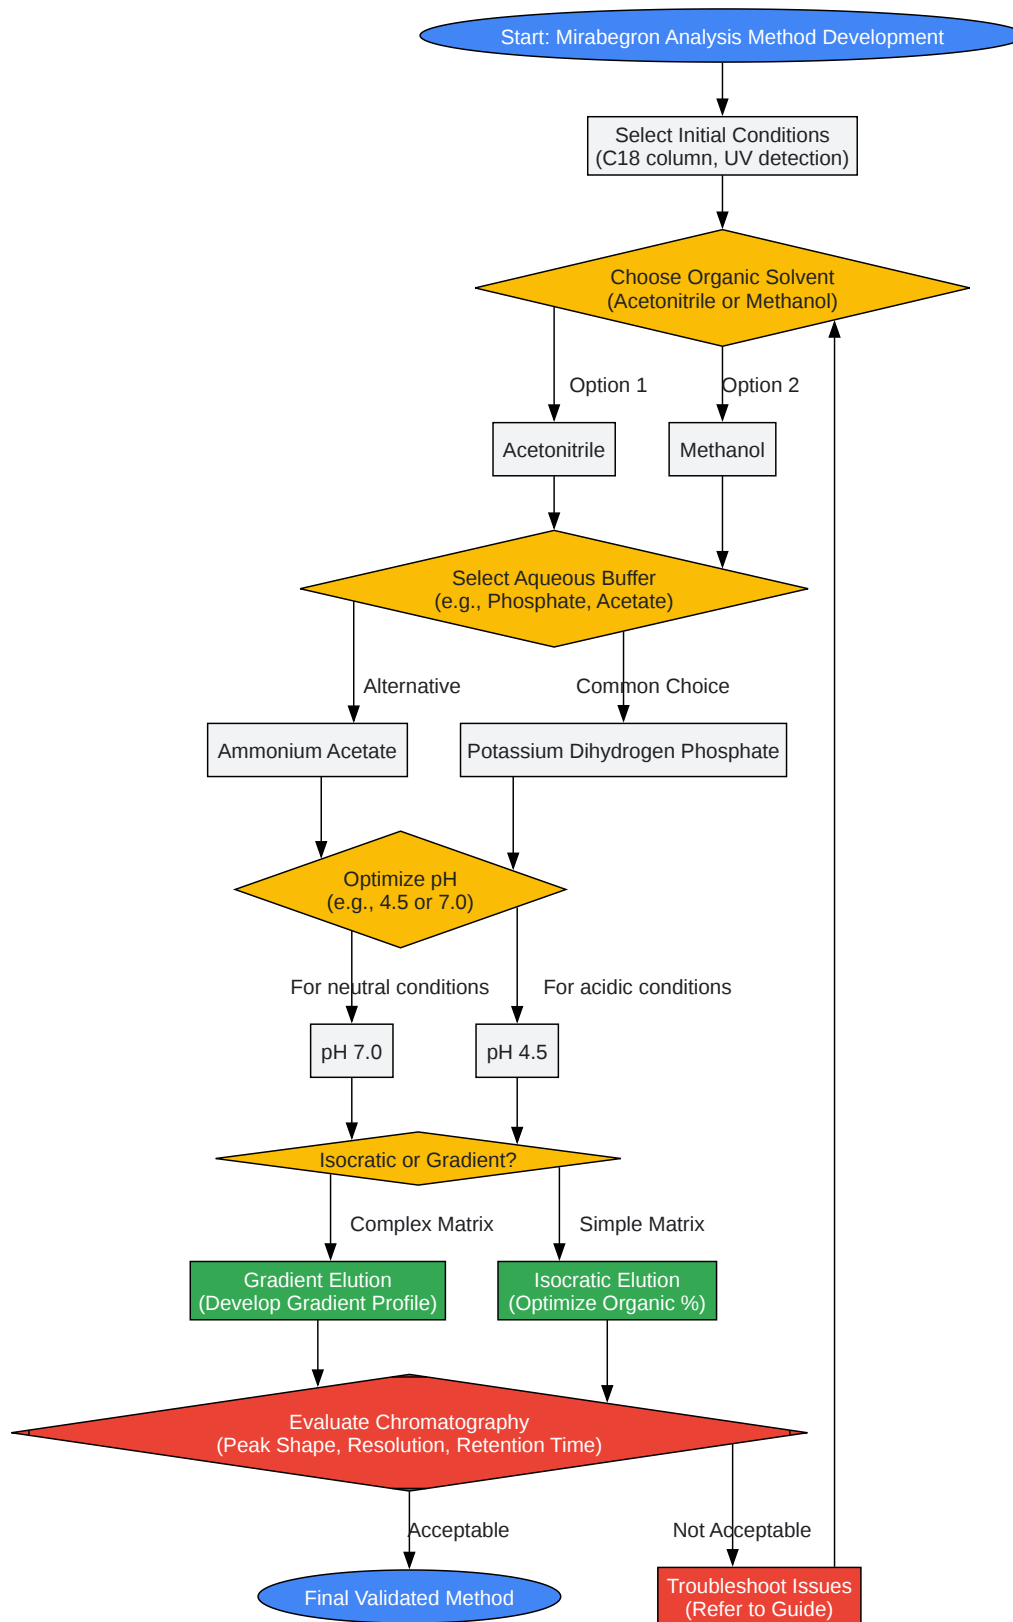 Start: Mirabegron Analysis Method Development
Select Initial Conditions
(C18 column, UV detection)
Choose Organic Solvent
(Acetonitrile or Methanol)
Option 1
Option 2
Acetonitrile
Methanol
Select Aqueous Buffer
(e.g., Phosphate, Acetate)
Alternative
Common Choice
Ammonium Acetate
Potassium Dihydrogen Phosphate
Optimize pH
(e.g., 4.5 or 7.0)
For neutral conditions
For acidic conditions
pH 7.0
pH 4.5
Isocratic or Gradient?
Complex Matrix
Simple Matrix
Gradient Elution
(Develop Gradient Profile)
Isocratic Elution
(Optimize Organic %)
Evaluate Chromatography
(Peak Shape, Resolution, Retention Time)
Acceptable
Not Acceptable
Final Validated Method
Troubleshoot Issues
(Refer to Guide)